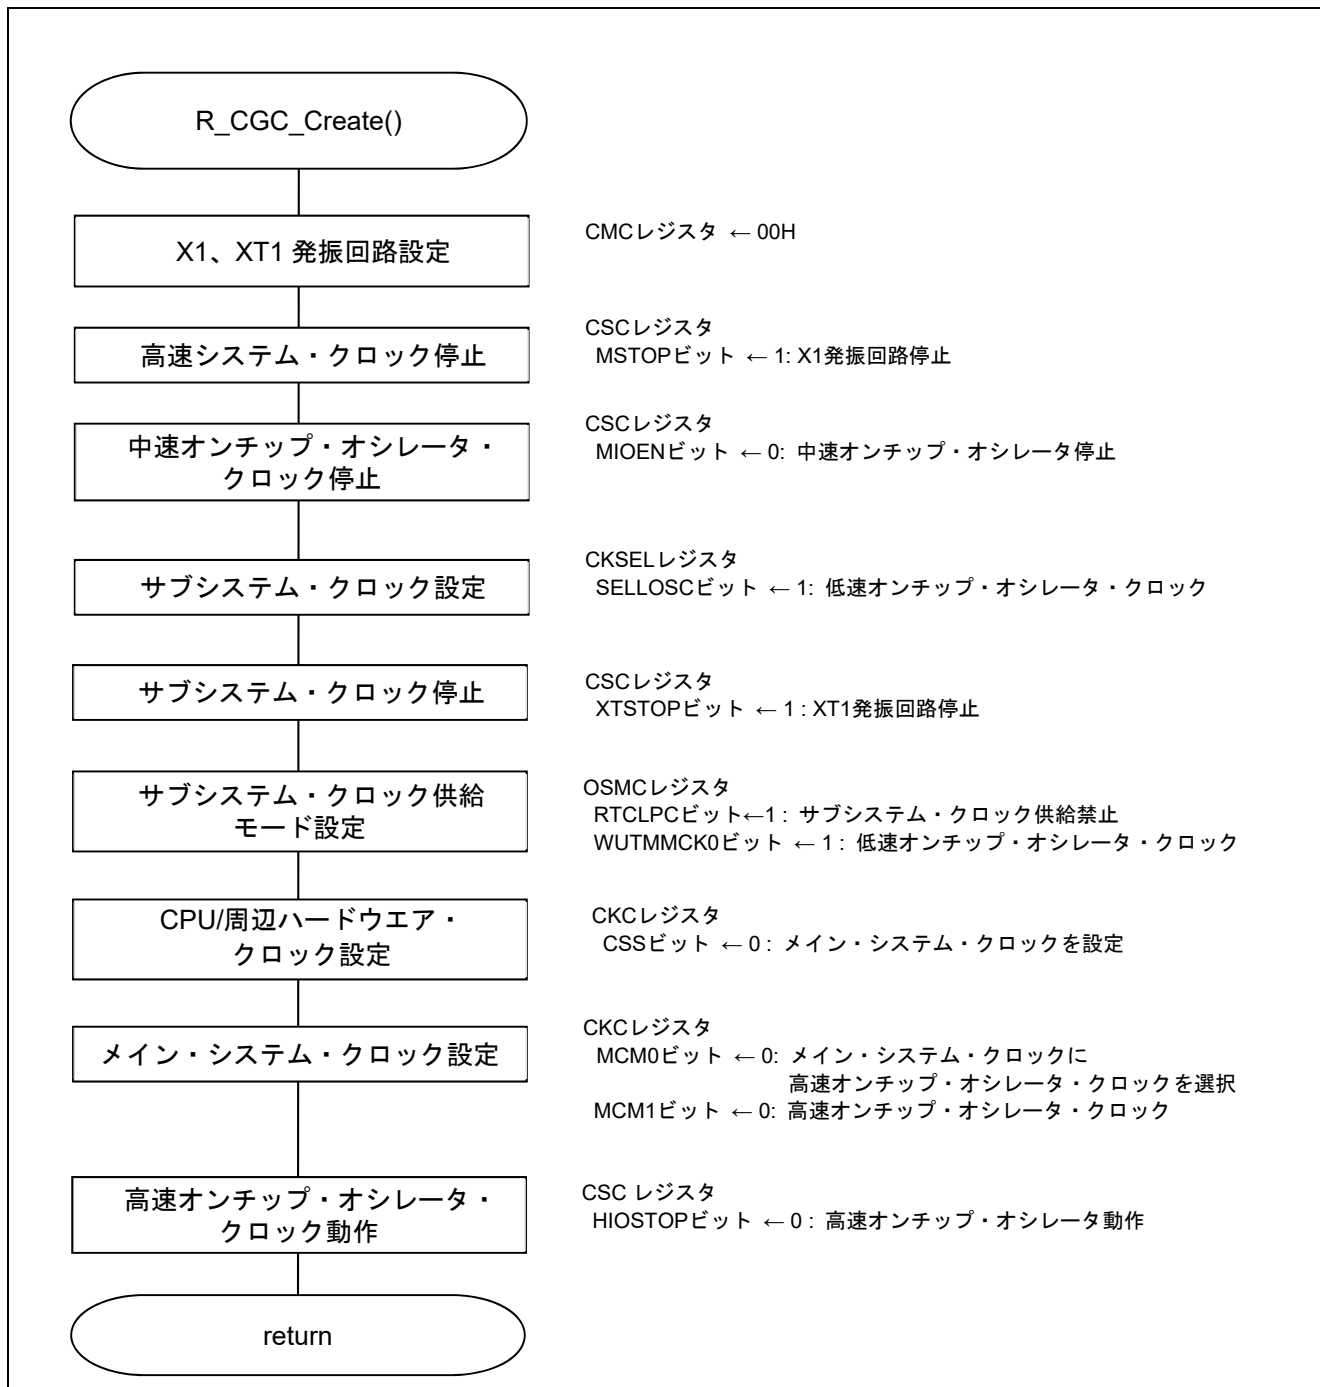 R_CGC_Create()
X1、XT1 発振回路設定
CMCレジスタ ← 00H
高速システム・クロック停止
CSCレジスタ
MSTOPビット ← 1: X1発振回路停止
中速オンチップ・オシレータ・
クロック停止
CSCレジスタ
MIOENビット ← 0: 中速オンチップ・オシレータ停止
サブシステム・クロック設定
CKSELレジスタ
SELLOSCビット ← 1: 低速オンチップ・オシレータ・クロック
サブシステム・クロック停止
CSCレジスタ
XTSTOPビット ← 1 : XT1発振回路停止
サブシステム・クロック供給
モード設定
OSMCレジスタ
RTCLPCビット←1 : サブシステム・クロック供給禁止
WUTMMCK0ビット ← 1 : 低速オンチップ・オシレータ・クロック
CPU/周辺ハードウエア・
クロック設定
CKCレジスタ
CSSビット ← 0 : メイン・システム・クロックを設定
メイン・システム・クロック設定
CKCレジスタ
MCM0ビット ← 0: メイン・システム・クロックに
高速オンチップ・オシレータ・クロックを選択
MCM1ビット ← 0: 高速オンチップ・オシレータ・クロック
高速オンチップ・オシレータ・
クロック動作
CSC レジスタ
HIOSTOPビット ← 0 : 高速オンチップ・オシレータ動作
return